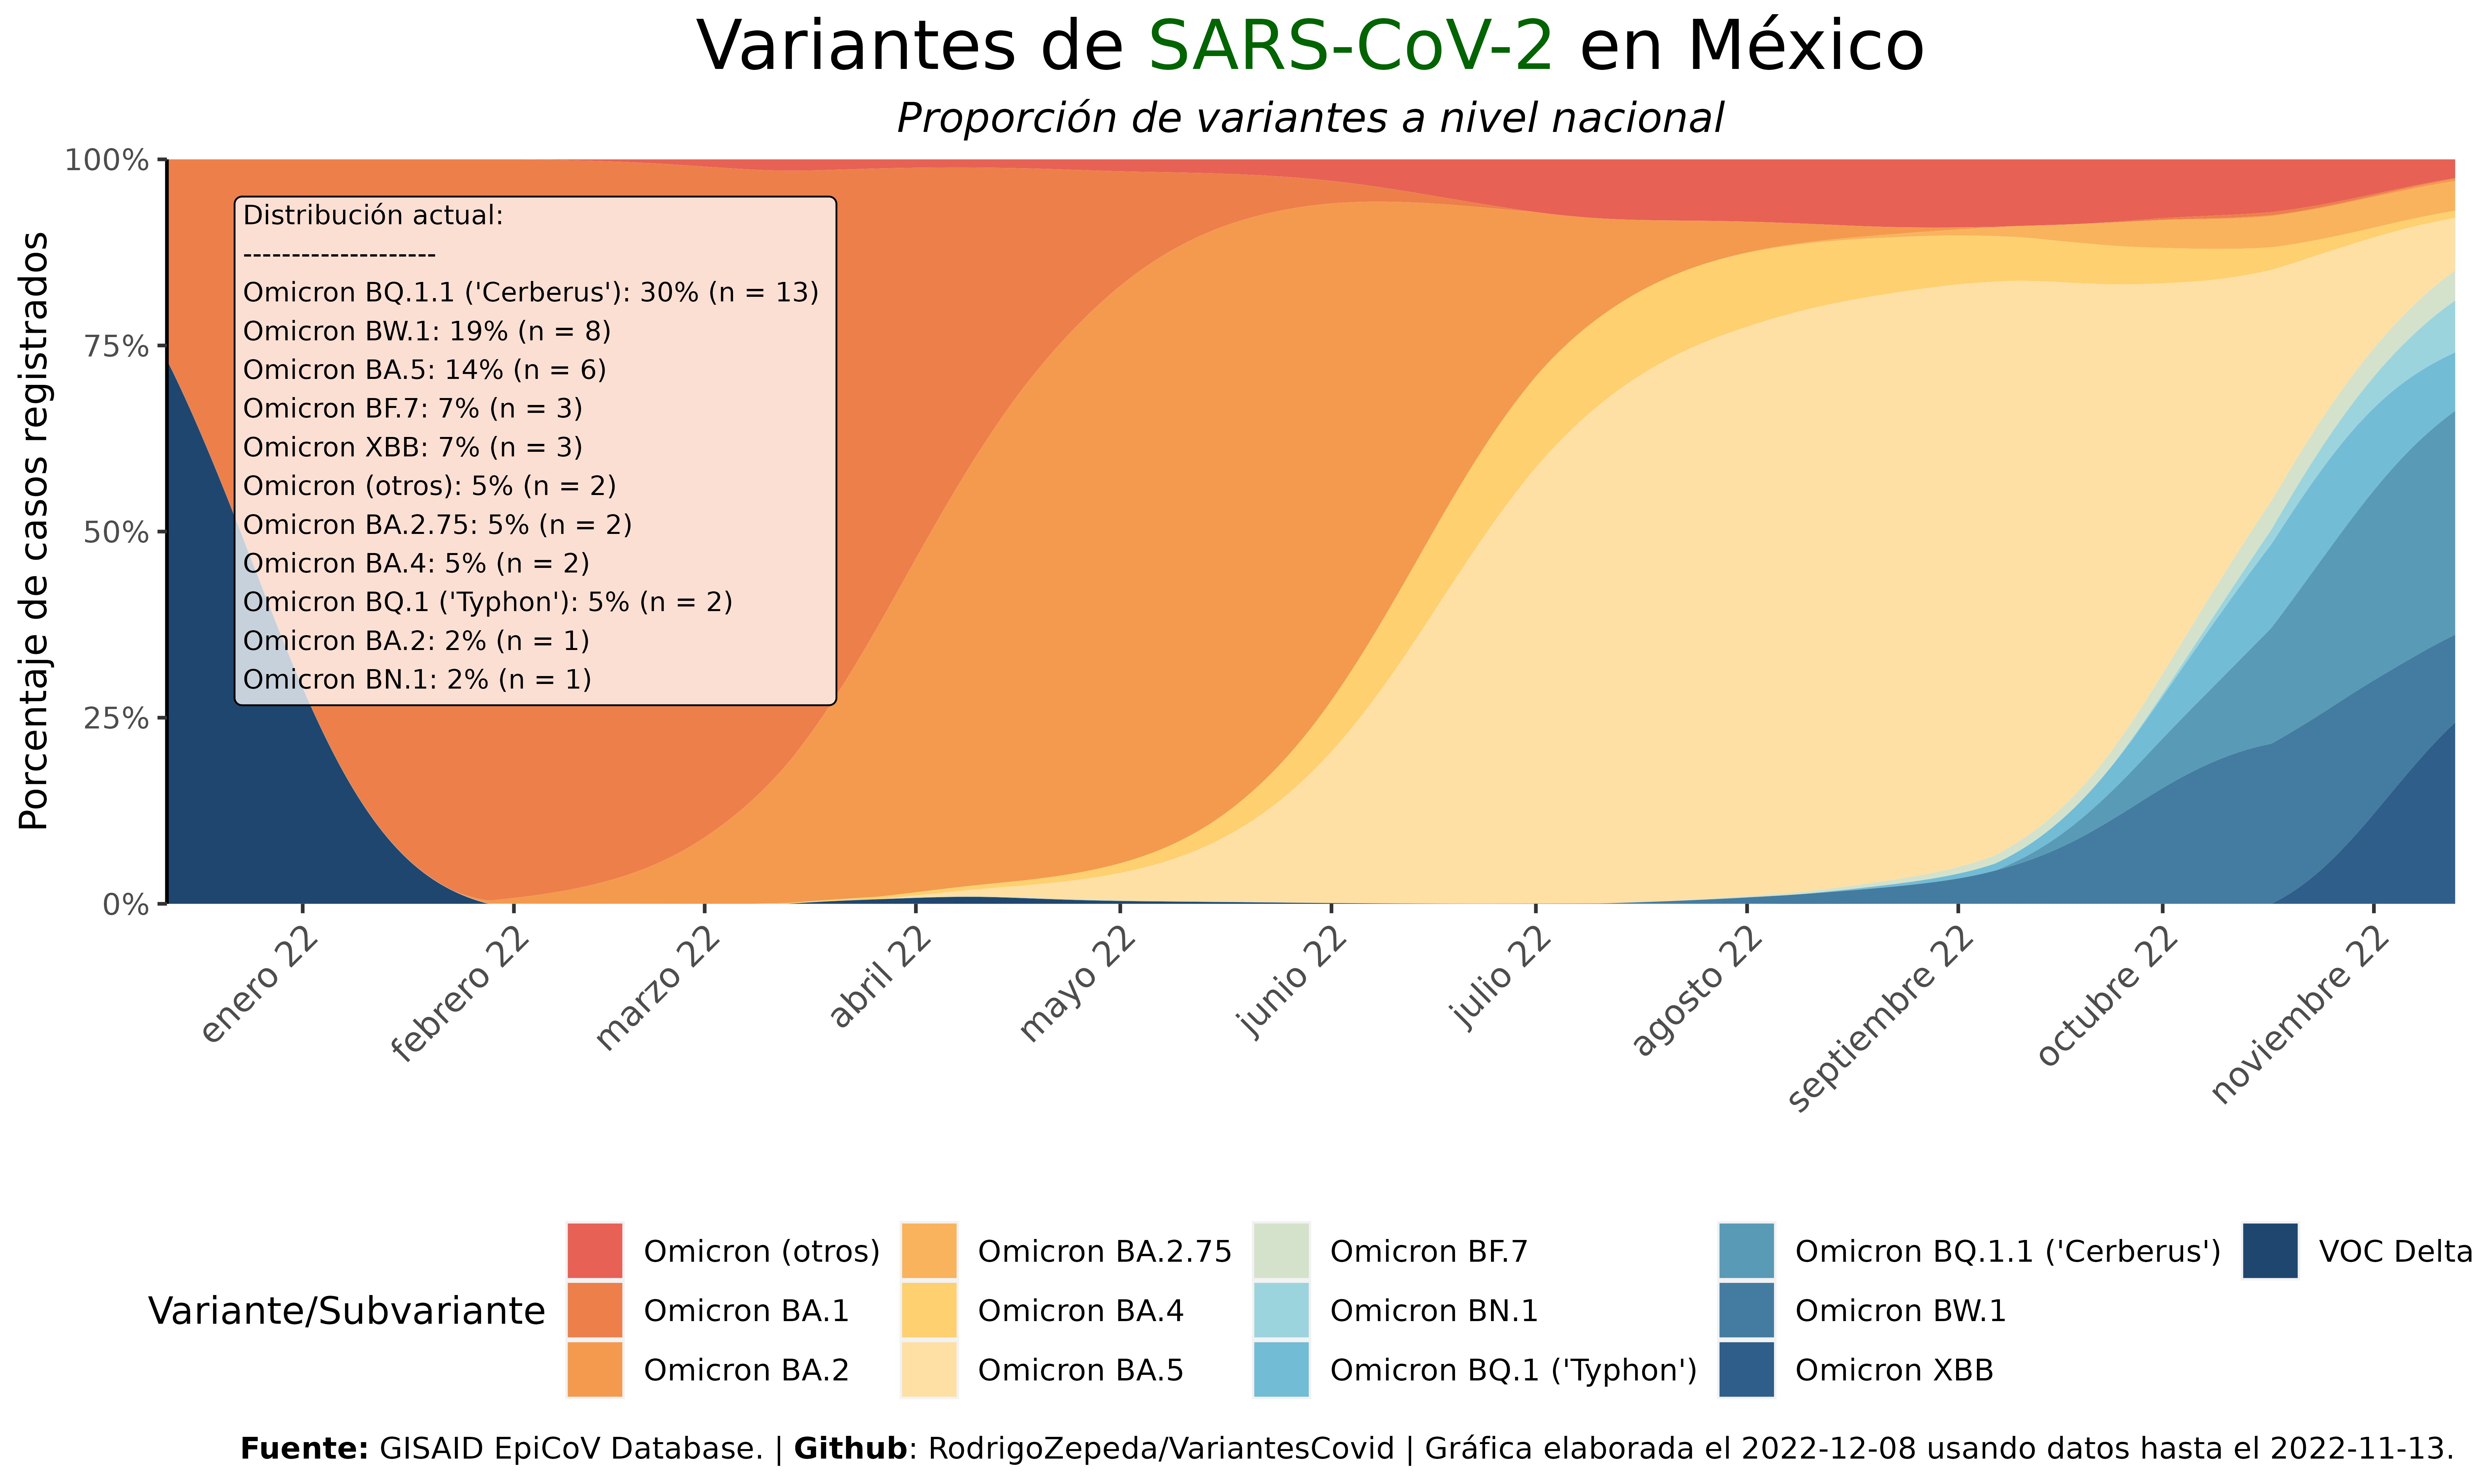 Variantes de SARS-CoV-2 en México
Proporción de variantes a nivel nacional
Porcentaje de casos registrados
100%
75%
50%
25%
0%
Distribución actual:
--------------------
Omicron BQ.1.1 ('Cerberus'): 30% (n = 13)
Omicron BW.1: 19% (n = 8)
Omicron BA.5: 14% (n = 6)
Omicron BF.7: 7% (n = 3)
Omicron XBB: 7% (n = 3)
Omicron (otros): 5% (n = 2)
Omicron BA.2.75: 5% (n = 2)
Omicron BA.4: 5% (n = 2)
Omicron BQ.1 ('Typhon'): 5% (n = 2)
Omicron BA.2: 2% (n = 1)
Omicron BN.1: 2% (n = 1)
enero 22
febrero 22
marzo 22
abril 22
mayo 22
junio 22
julio 22
agosto 22
septiembre 22
octubre 22
noviembre 22
Variante/Subvariante
Omicron (otros)
Omicron BA.1
Omicron BA.2
Omicron BA.2.75
Omicron BA.4
Omicron BA.5
Omicron BF.7
Omicron BN.1
Omicron BQ.1 ('Typhon')
Omicron BQ.1.1 ('Cerberus')
Omicron BW.1
Omicron XBB
VOC Delta
Fuente: GISAID EpiCoV Database. | Github: RodrigoZepeda/VariantesCovid | Gráfica elaborada el 2022-12-08 usando datos hasta el 2022-11-13.